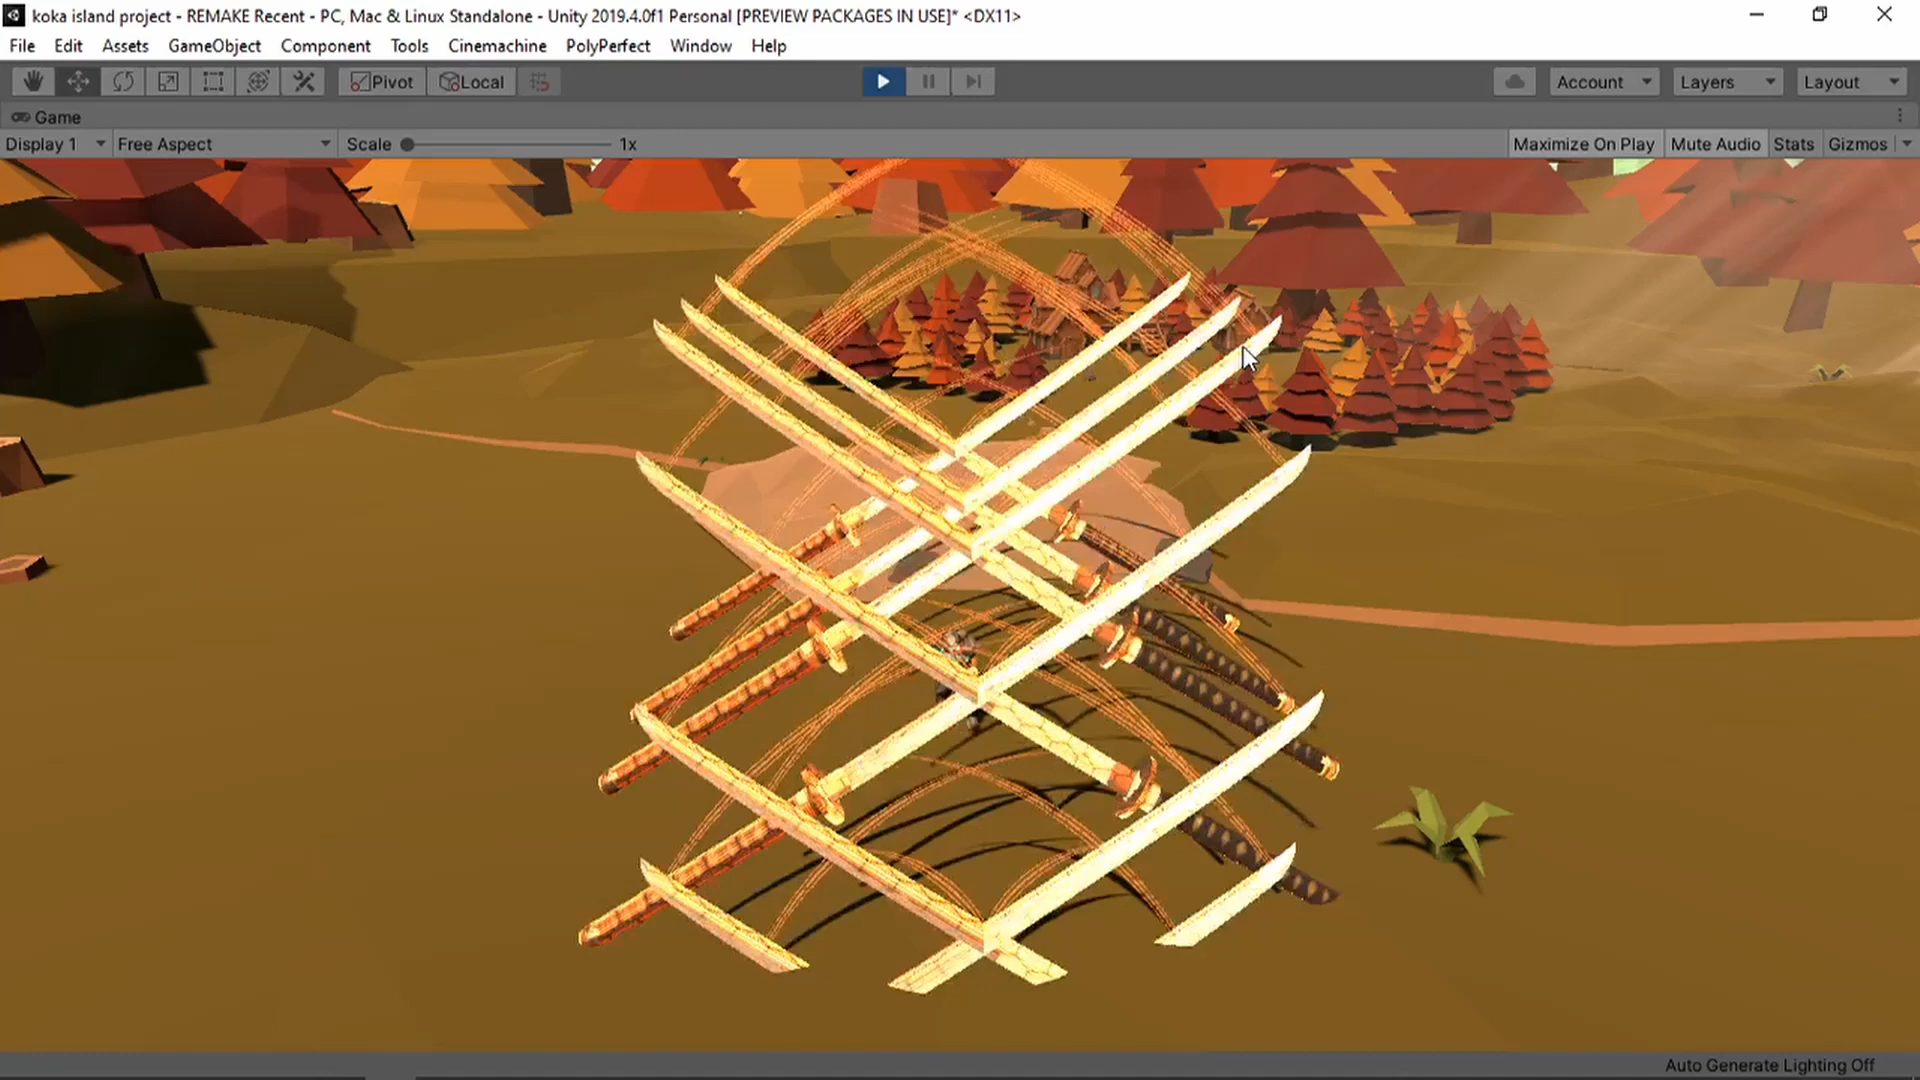 koka island project - REMAKE Recent - PC, Mac & Linux Standalone - Unity 2019.4.0f1 Personal [PREVIEW PACKAGES IN USE]* <DX11>
File Edit Assets GameObject Component Tools Cinemachine PolyPerfect Window Help
Pivot Local Account Layers Layout
Game
Display 1 Free Aspect Scale 1x Maximize On Play Mute Audio Stats Gizmos
Auto Generate Lighting Off